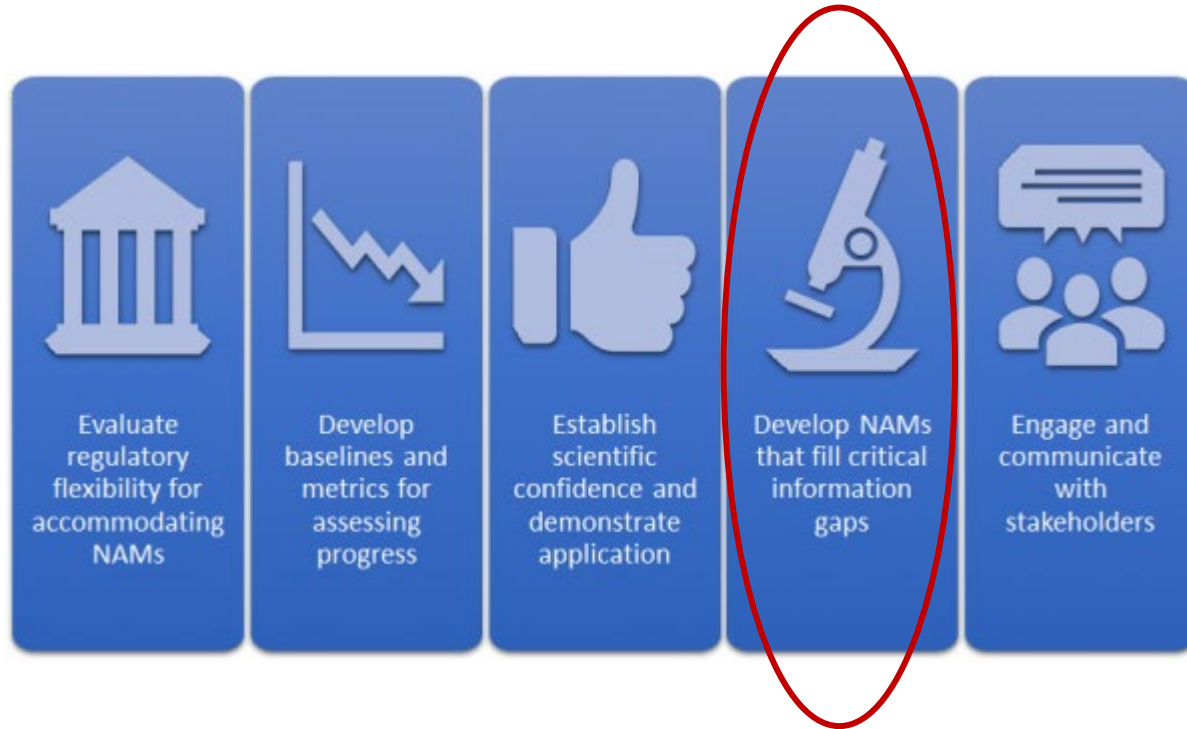 Evaluate
regulatory
flexibility for
accommodating
NAMs
Develop
baselines and
metrics for
assessing
progress
Establish
scientific
confidence and
demonstrate
application
Develop NAMs
that fill critical
information
gaps
Engage and
communicate
with
stakeholders